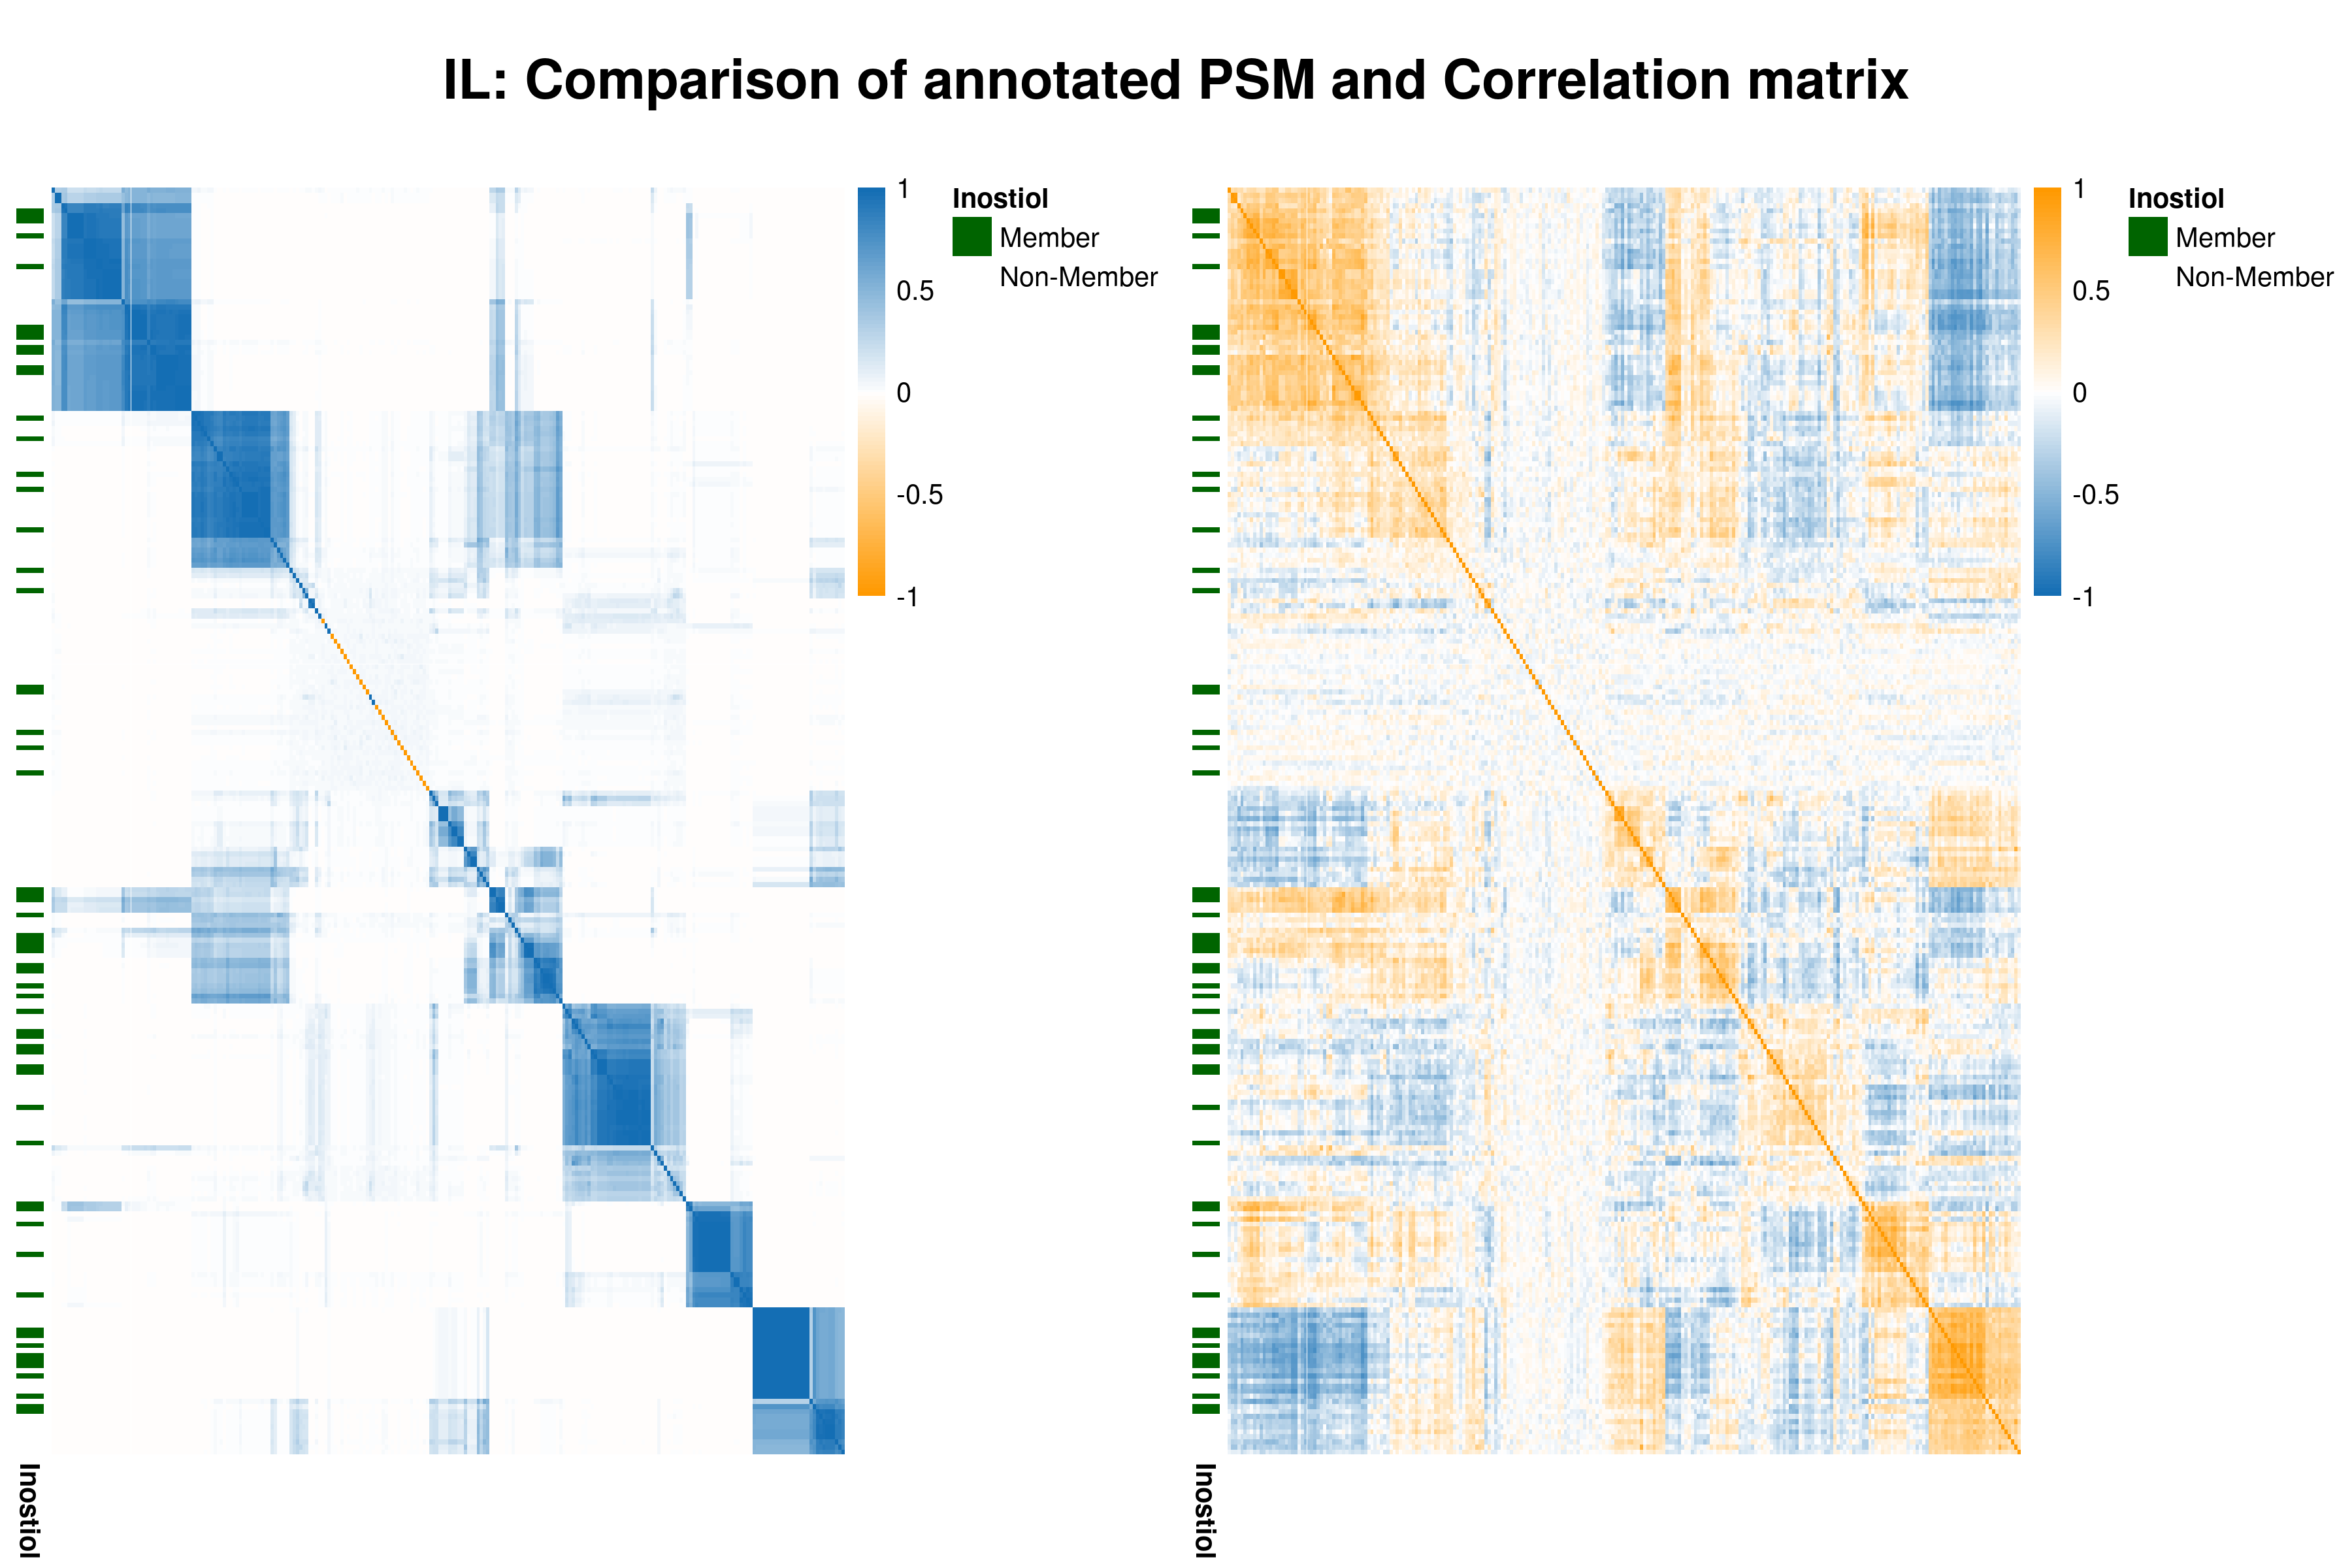 IL: Comparison of annotated PSM and Correlation matrix
1
0.5
0
-0.5
-1
Inostiol
Member
Non-Member
Inostiol
1
0.5
0
-0.5
-1
Inostiol
Member
Non-Member
Inostiol